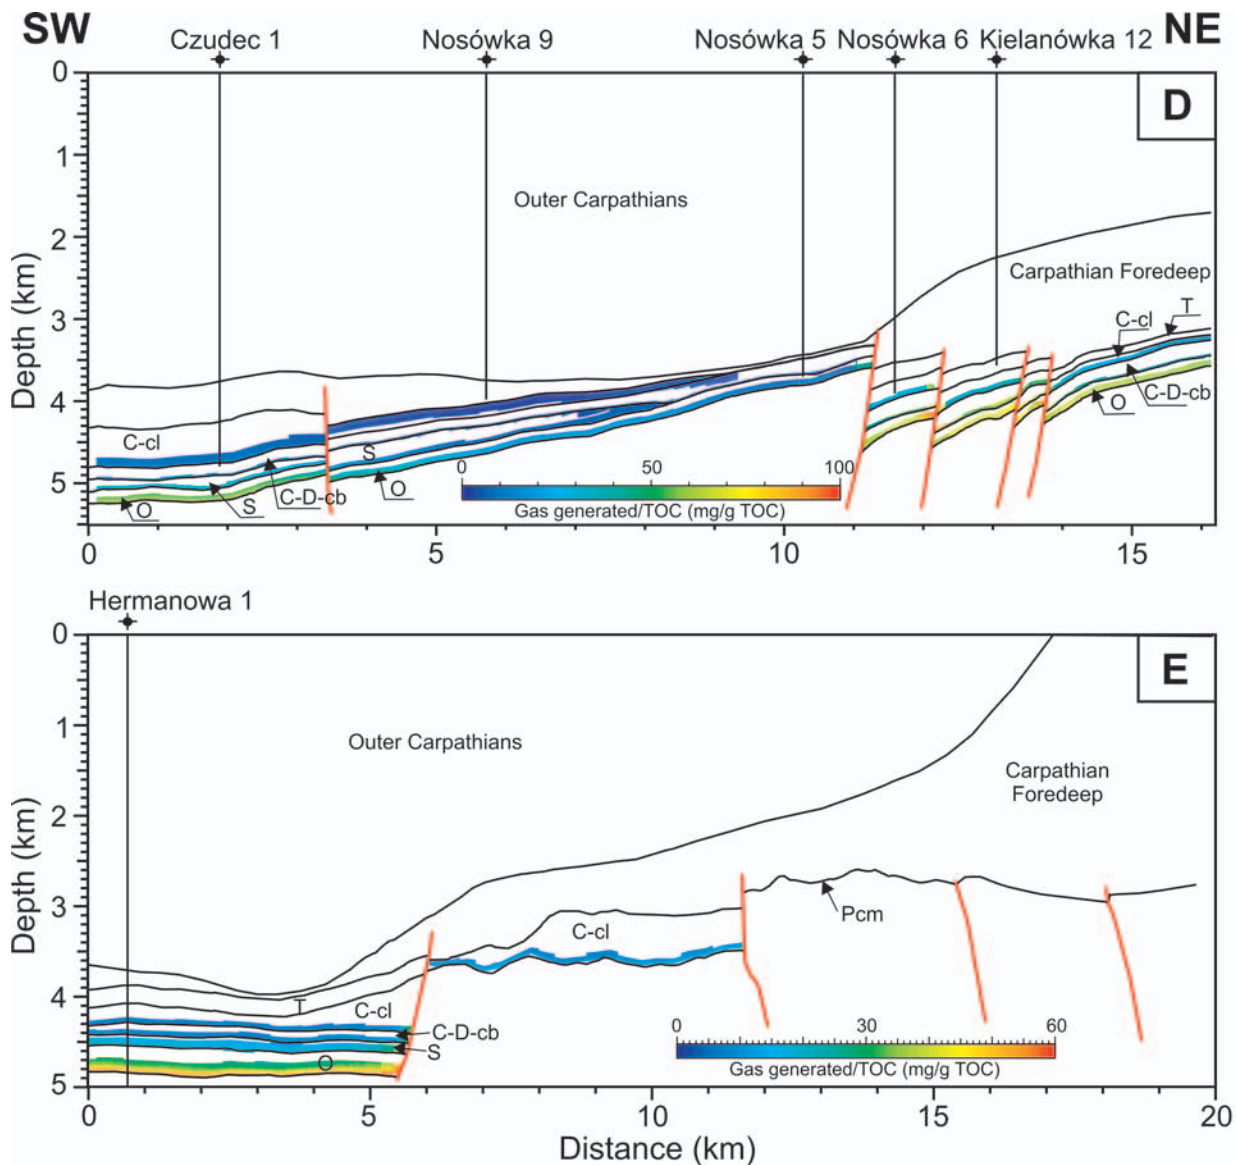 SW
NE
Czudec 1
Nosówka 9
Nosówka 5
Nosówka 6
Kielanówka 12
D
0
1
2
3
4
5
Depth (km)
Outer Carpathians
Carpathian Foredeep
C-cl
T
C-cl
S
C-D-cb
O
O
S
C-D-cb
O
0
50
100
Gas generated/TOC (mg/g TOC)
0
5
10
15
Hermanowa 1
E
0
1
2
3
4
5
Depth (km)
Outer Carpathians
Carpathian
Foredeep
Pcm
C-cl
T
C-cl
C-D-cb
S
O
0
30
60
Gas generated/TOC (mg/g TOC)
0
5
10
15
20
Distance (km)